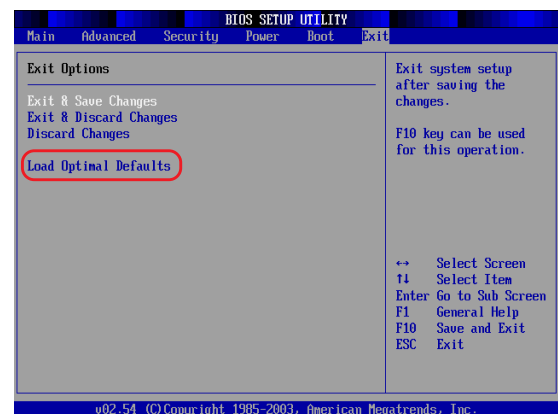 BIOS SETUP UTILITY
Main Advanced Security Power Boot Exit
Exit Options
Exit & Save Changes
Exit & Discard Changes
Discard Changes
Load Optimal Defaults
Exit system setup
after saving the
changes.
F10 key can be used
for this operation.
↔ Select Screen
↑↓ Select Item
Enter Go to Sub Screen
F1 General Help
F10 Save and Exit
ESC Exit
v02.54 (C)Copyright 1985-2003, American Megatrends, Inc.